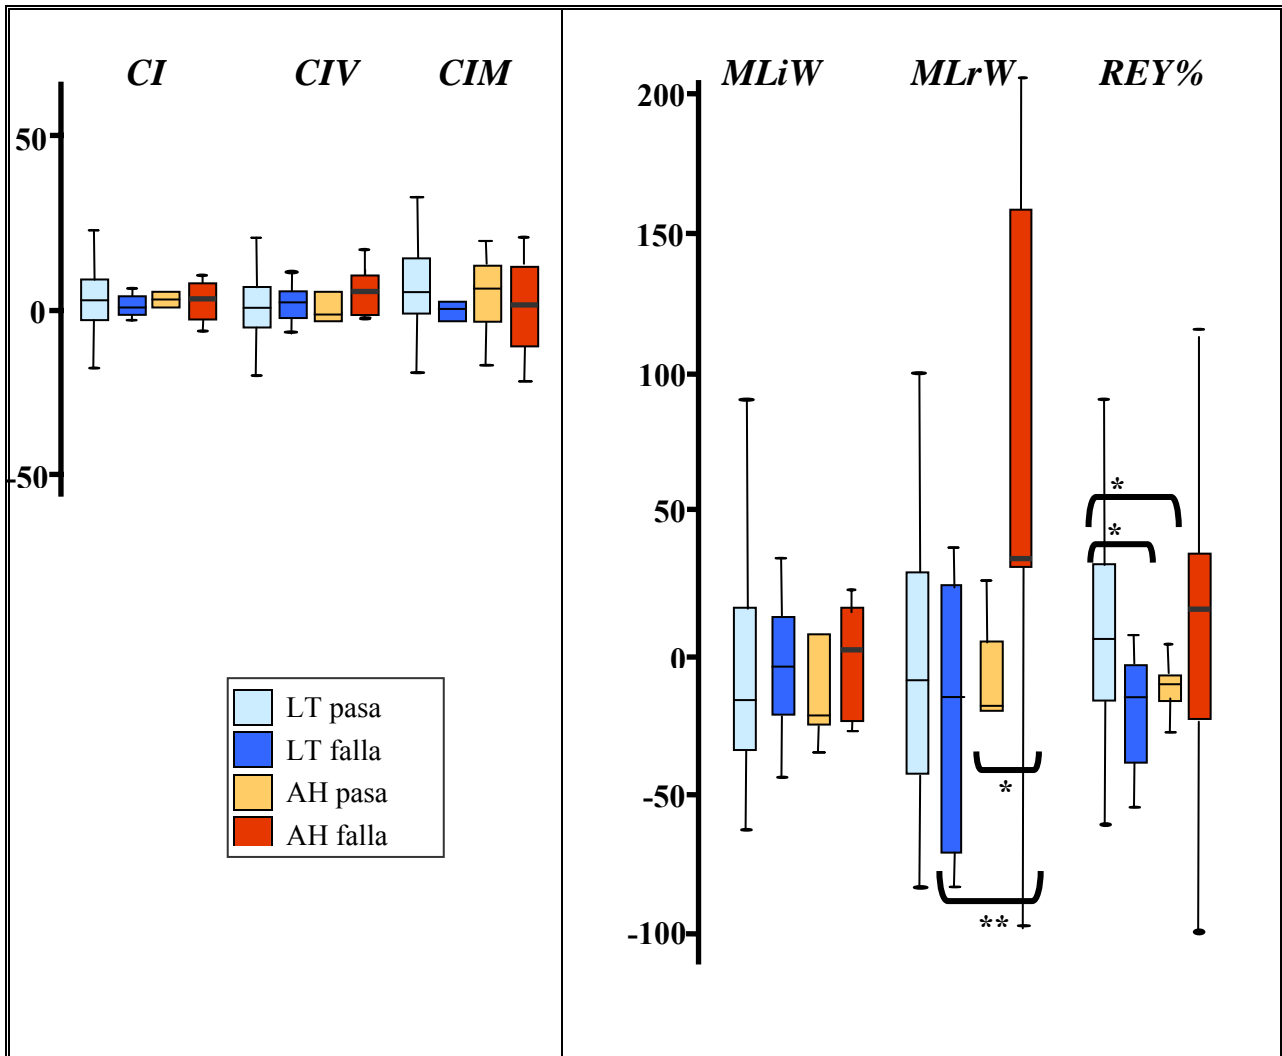 CI CIV CIM
50
0
-50
LT pasa
LT falla
AH pasa
AH falla
MLiW MLrW REY%
200
150
100
50
0
-50
-100
*
*
*
**